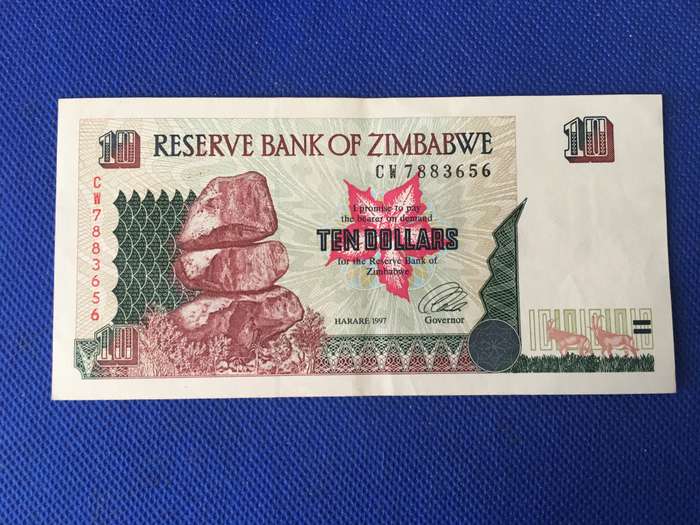 10
RESERVE BANK OF ZIMBABWE
10
CW7883656
CW7883656
I promise to pay
the bearer on demand
TEN DOLLARS
for the Reserve Bank of
Zimbabwe
HARARE 1997
Governor
10
10101010